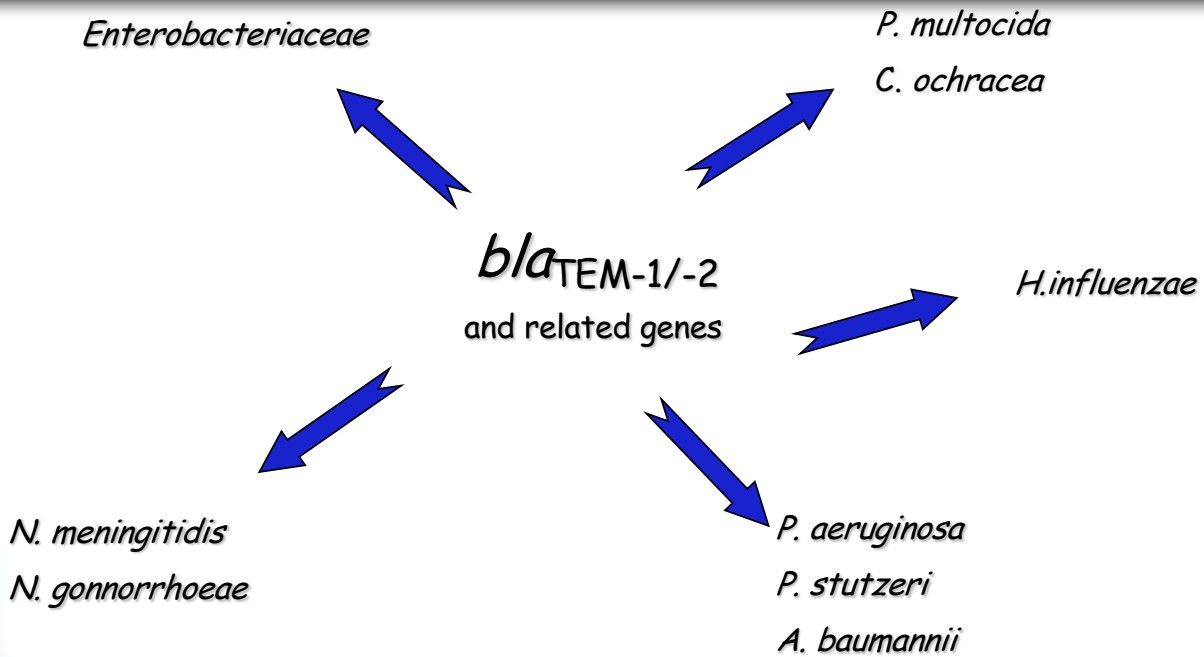 Enterobacteriaceae
P. multocida
C. ochracea
blaTEM-1/-2
and related genes
H.influenzae
N. meningitidis
N. gonnorrhoeae
P. aeruginosa
P. stutzeri
A. baumannii